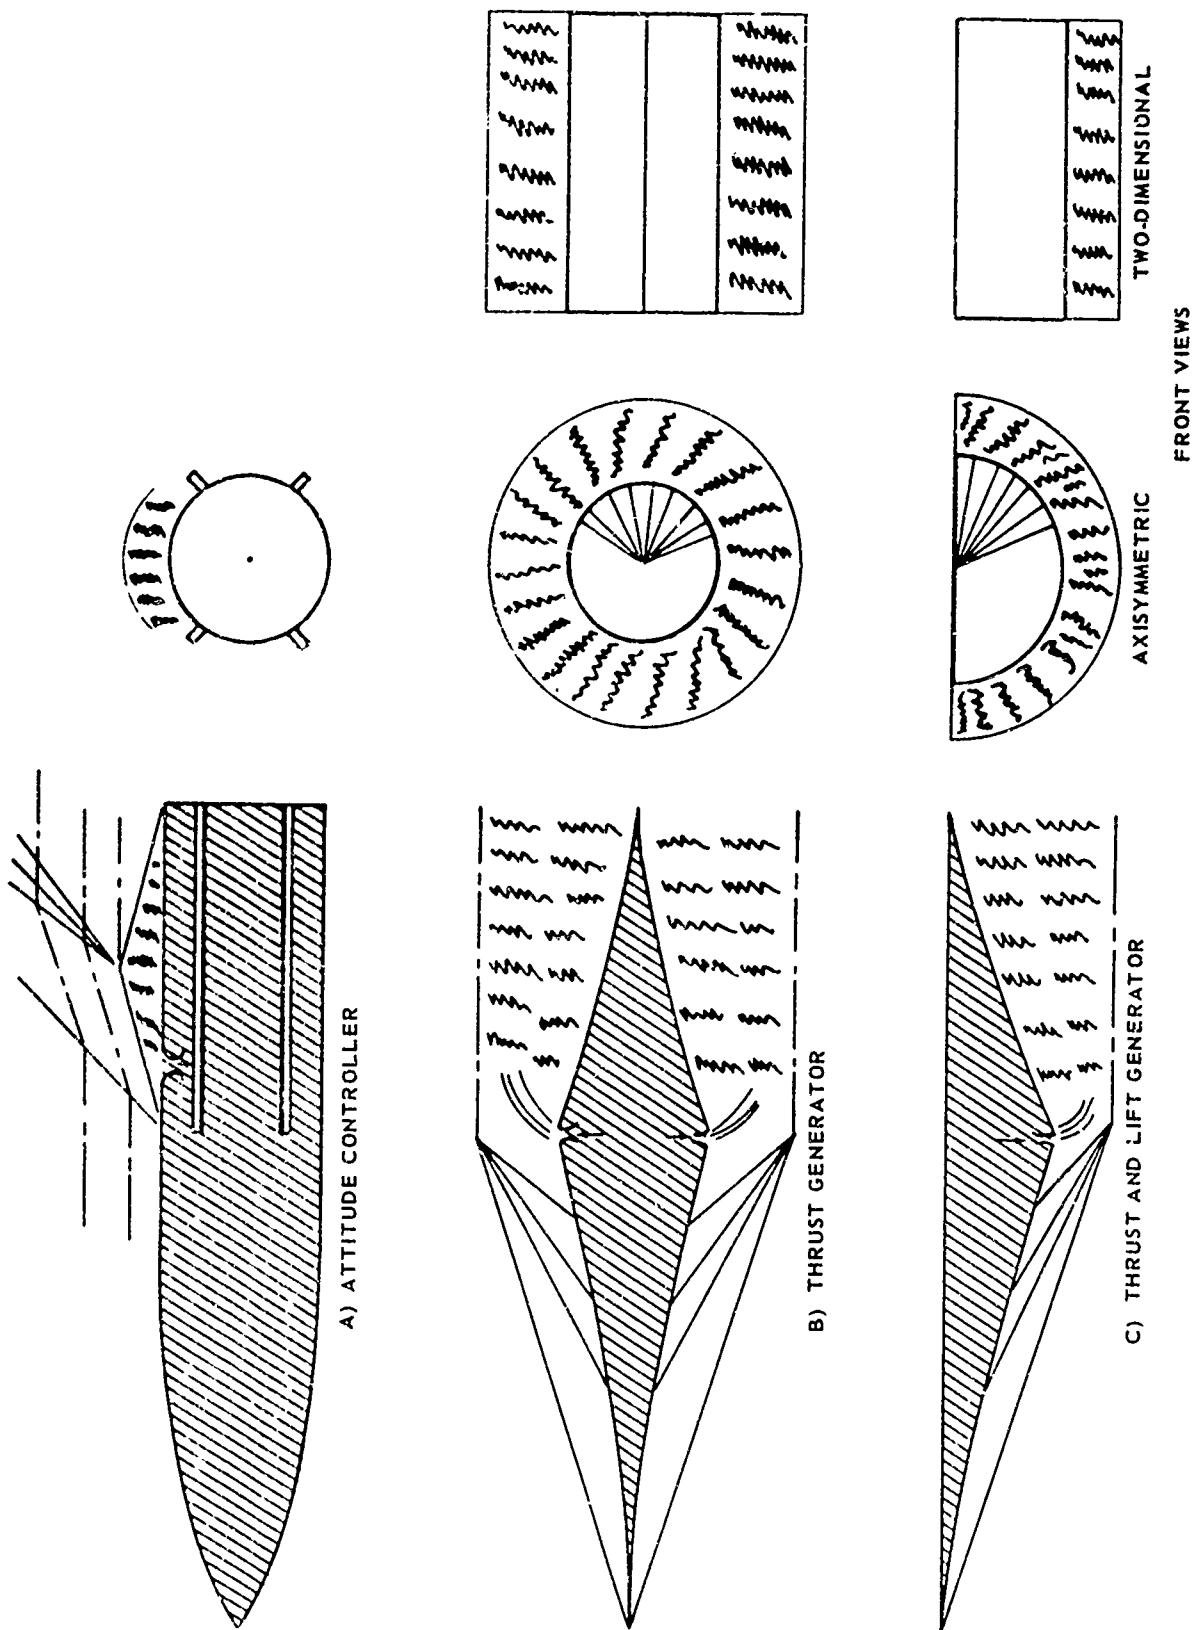 A) ATTITUDE CONTROLLER
B) THRUST GENERATOR
C) THRUST AND LIFT GENERATOR
AXISYMMETRIC
TWO-DIMENSIONAL
FRONT VIEWS